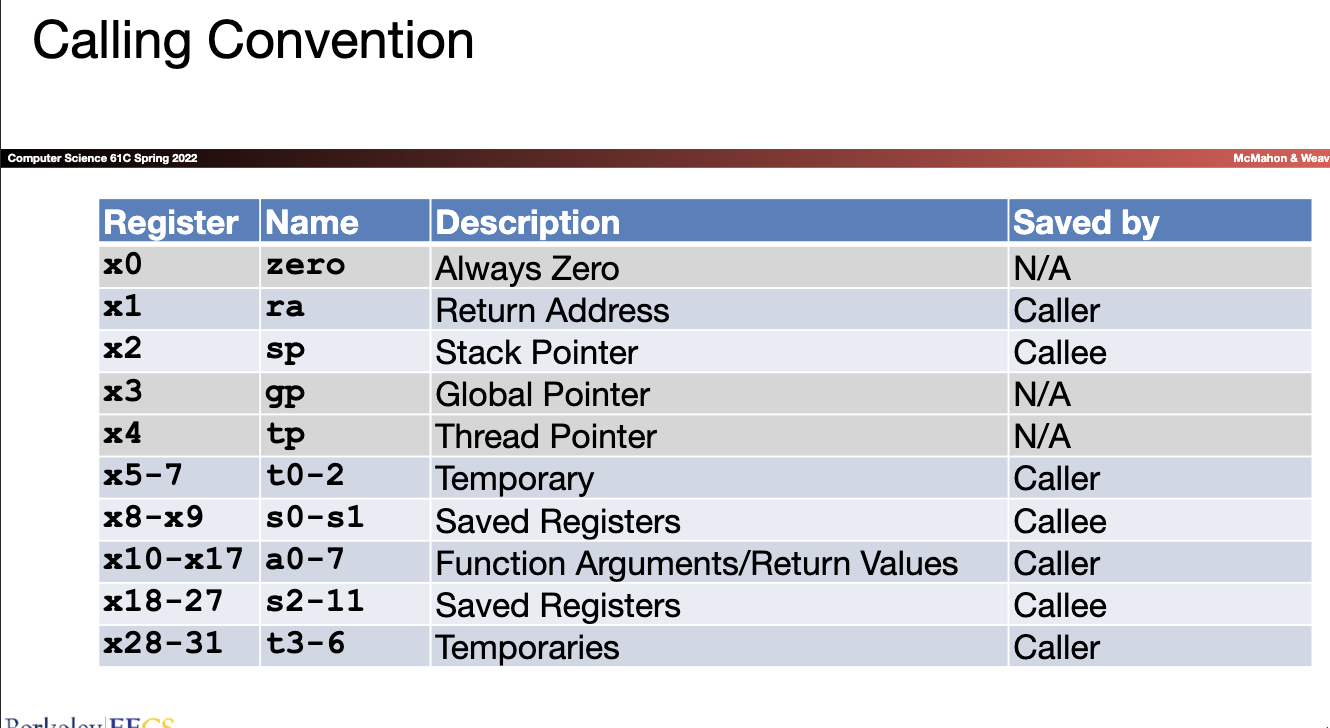 Calling Convention
Computer Science 61C Spring 2022 McMahon & Weav
Register Name Description Saved by
x0 zero Always Zero N/A
x1 ra Return Address Caller
x2 sp Stack Pointer Callee
x3 gp Global Pointer N/A
x4 tp Thread Pointer N/A
x5-7 t0-2 Temporary Caller
x8-x9 s0-s1 Saved Registers Callee
x10-x17 a0-7 Function Arguments/Return Values Caller
x18-27 s2-11 Saved Registers Callee
x28-31 t3-6 Temporaries Caller
Berkeley EECS